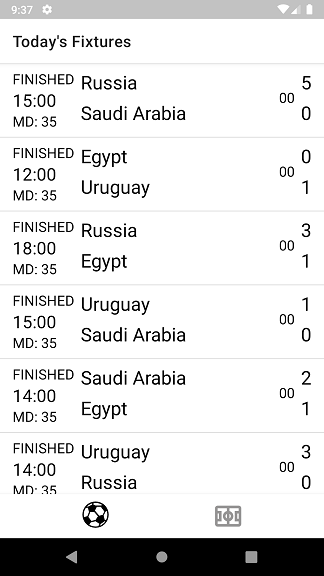 9:37
Today's Fixtures
FINISHED Russia 5
15:00 00
MD: 35 Saudi Arabia 0
FINISHED Egypt 0
12:00 00
MD: 35 Uruguay 1
FINISHED Russia 3
18:00 00
MD: 35 Egypt 1
FINISHED Uruguay 1
15:00 00
MD: 35 Saudi Arabia 0
FINISHED Saudi Arabia 2
14:00 00
MD: 35 Egypt 1
FINISHED Uruguay 3
14:00 00
MD: 35 Russia 0